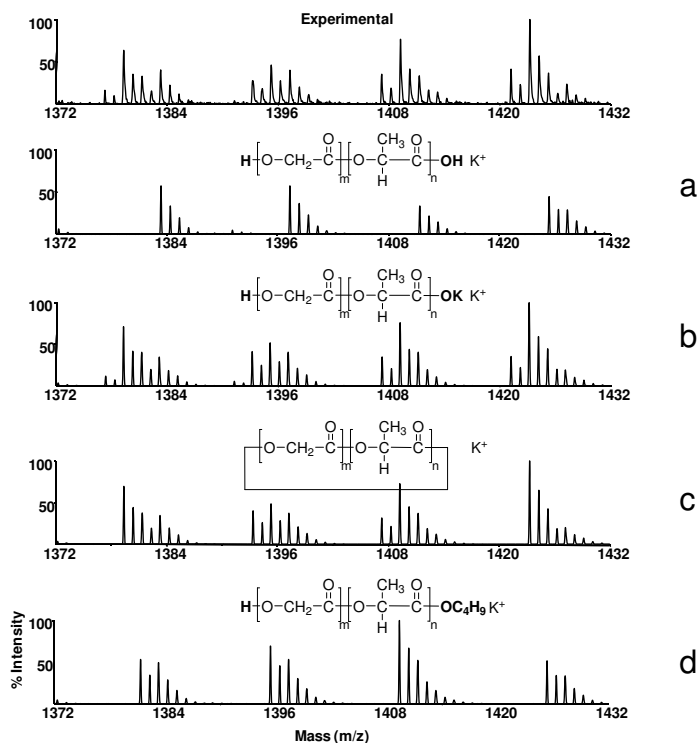 Experimental
100
50
1372 1384 1396 1408 1420 1432
H O CH₂ C O m O C CH₃ H C O n OH K⁺
a
100
50
1372 1384 1396 1408 1420 1432
H O CH₂ C O m O C CH₃ H C O n OK K⁺
b
100
50
1372 1384 1396 1408 1420 1432
O CH₂ C O m O C CH₃ H C O n K⁺
c
100
50
1372 1384 1396 1408 1420 1432
H O CH₂ C O m O C CH₃ H C O n OC₄H₉ K⁺
d
100
50
1372 1384 1396 1408 1420 1432
% Intensity
Mass (m/z)